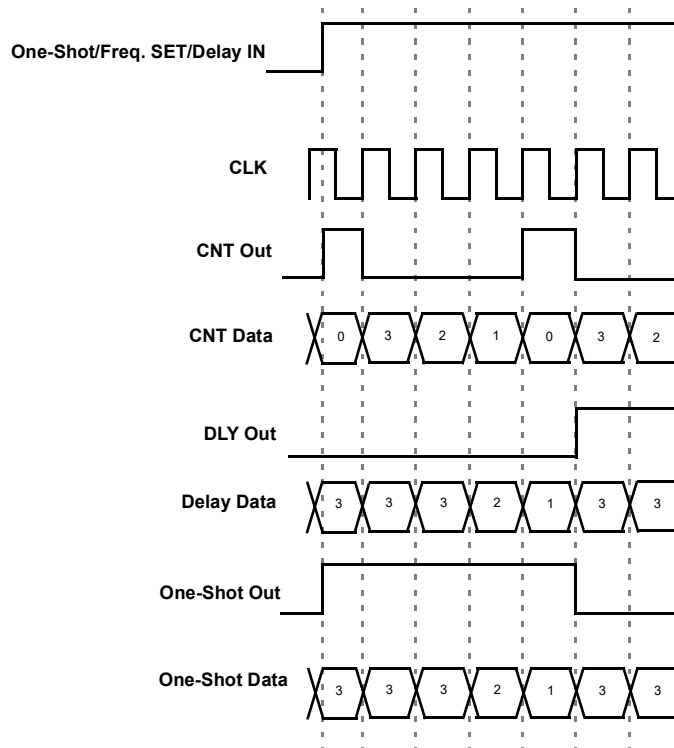 One-Shot/Freq. SET/Delay IN
CLK
CNT Out
CNT Data 0 3 2 1 0 3 2
DLY Out
Delay Data 3 3 3 2 1 3 3
One-Shot Out
One-Shot Data 3 3 3 2 1 3 3